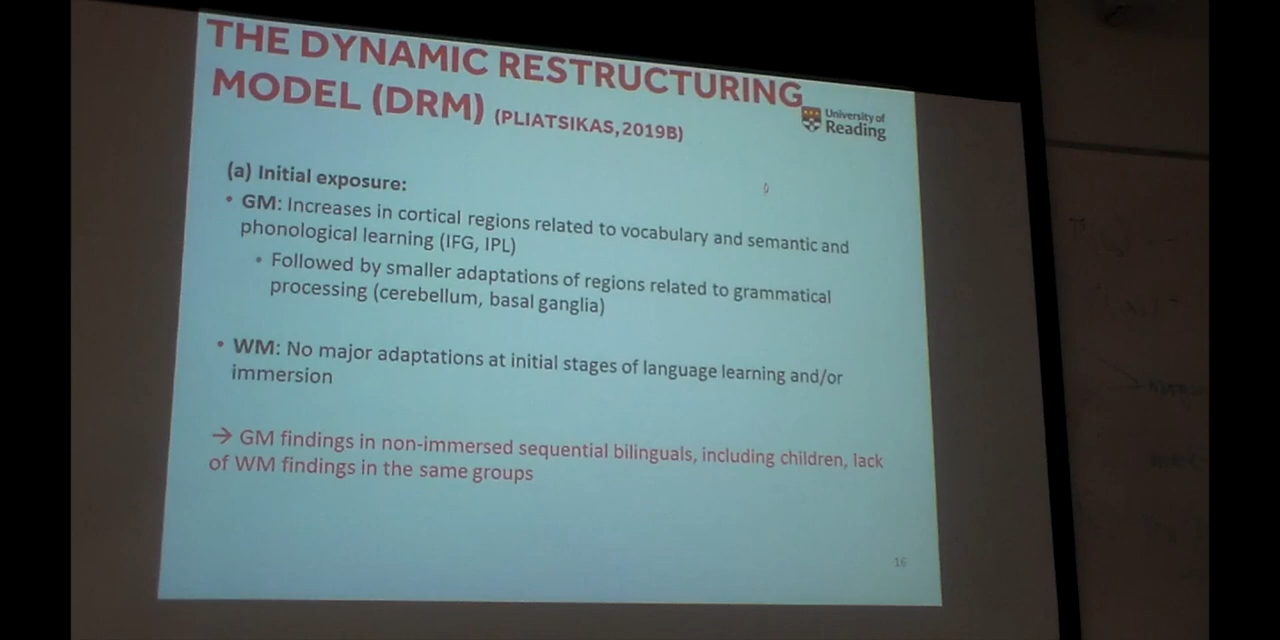 THE DYNAMIC RESTRUCTURING
MODEL (DRM) (PLIATSIKAS, 2019B)
University of
Reading
(a) Initial exposure:
• GM: Increases in cortical regions related to vocabulary and semantic and
phonological learning (IFG, IPL)
• Followed by smaller adaptations of regions related to grammatical
processing (cerebellum, basal ganglia)
• WM: No major adaptations at initial stages of language learning and/or
immersion
→ GM findings in non-immersed sequential bilinguals, including children, lack
of WM findings in the same groups
16